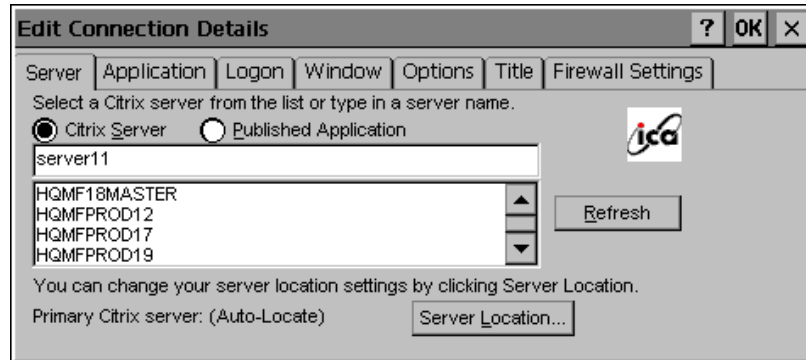 Edit Connection Details ? OK ×
Server Application Logon Window Options Title Firewall Settings
Select a Citrix server from the list or type in a server name.
Citrix Server Published Application
ica
server11
HQMF18MASTER
HQMFPROD12
HQMFPROD17
HQMFPROD19
Refresh
You can change your server location settings by clicking Server Location.
Primary Citrix server: (Auto-Locate) Server Location...